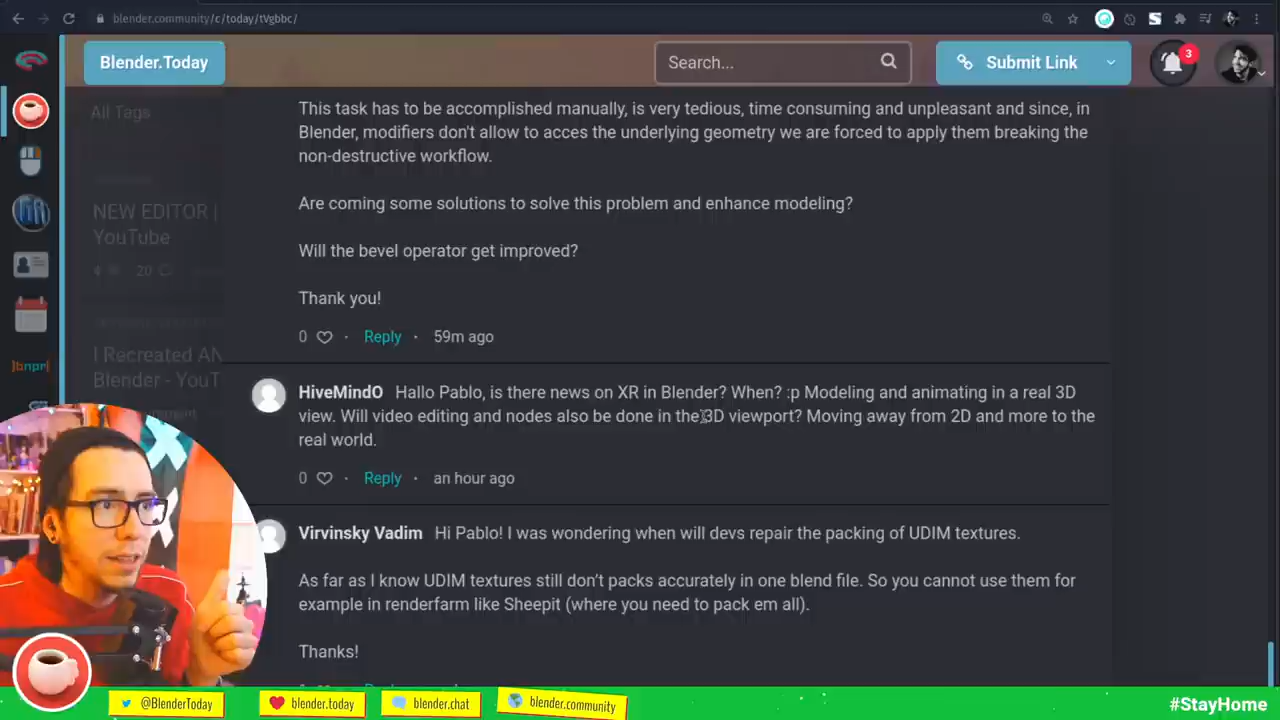 blender.community/c/today/tVgbbc/
Blender.Today
Search...
Submit Link
3
All Tags
This task has to be accomplished manually, is very tedious, time consuming and unpleasant and since, in
Blender, modifiers don't allow to acces the underlying geometry we are forced to apply them breaking the
non-destructive workflow.
NEW EDITOR |
YouTube
Are coming some solutions to solve this problem and enhance modeling?
Will the bevel operator get improved?
4 20
Thank you!
0 · Reply · 59m ago
I Recreated AN
Blender - YouT
[bnpr]
HiveMindO Hallo Pablo, is there news on XR in Blender? When? :p Modeling and animating in a real 3D
view. Will video editing and nodes also be done in the 3D viewport? Moving away from 2D and more to the
real world.
0 · Reply · an hour ago
Virvinsky Vadim Hi Pablo! I was wondering when will devs repair the packing of UDIM textures.
As far as I know UDIM textures still don't packs accurately in one blend file. So you cannot use them for
example in renderfarm like Sheepit (where you need to pack em all).
Thanks!
@BlenderToday
blender.today
blender.chat
blender.community
#StayHome